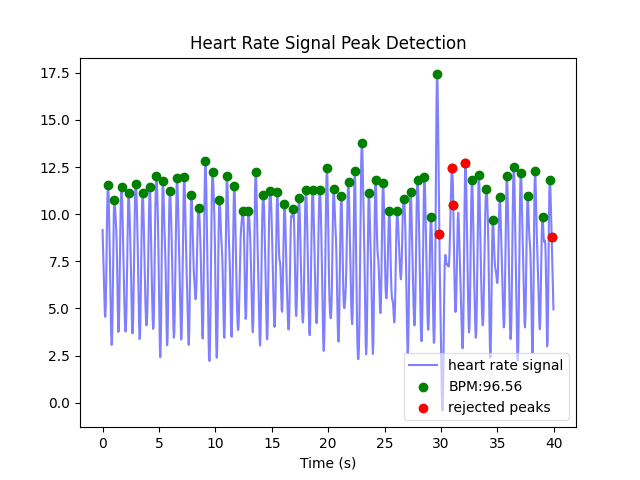 Heart Rate Signal Peak Detection
17.5
15.0
12.5
10.0
7.5
5.0
2.5
0.0
heart rate signal
BPM:96.56
rejected peaks
0 5 10 15 20 25 30 35 40
Time (s)